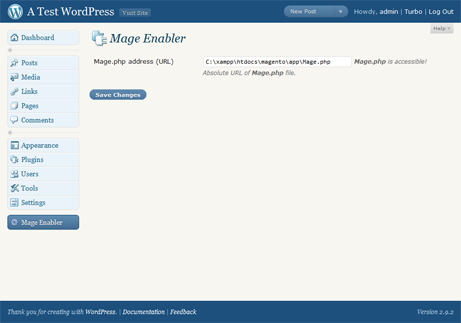 A Test WordPress Visit Site New Post Howdy, admin | Turbo | Log Out
Help
Dashboard
Mage Enabler
Posts
Media
Links
Pages
Comments
Appearance
Plugins
Users
Tools
Settings
Mage Enabler
Mage.php address (URL) C:\xampp\htdocs\magento\app\Mage.php Mage.php is accessible!
Absolute URL of Mage.php file.
Save Changes
Thank you for creating with WordPress. | Documentation | Feedback Version 2.9.2